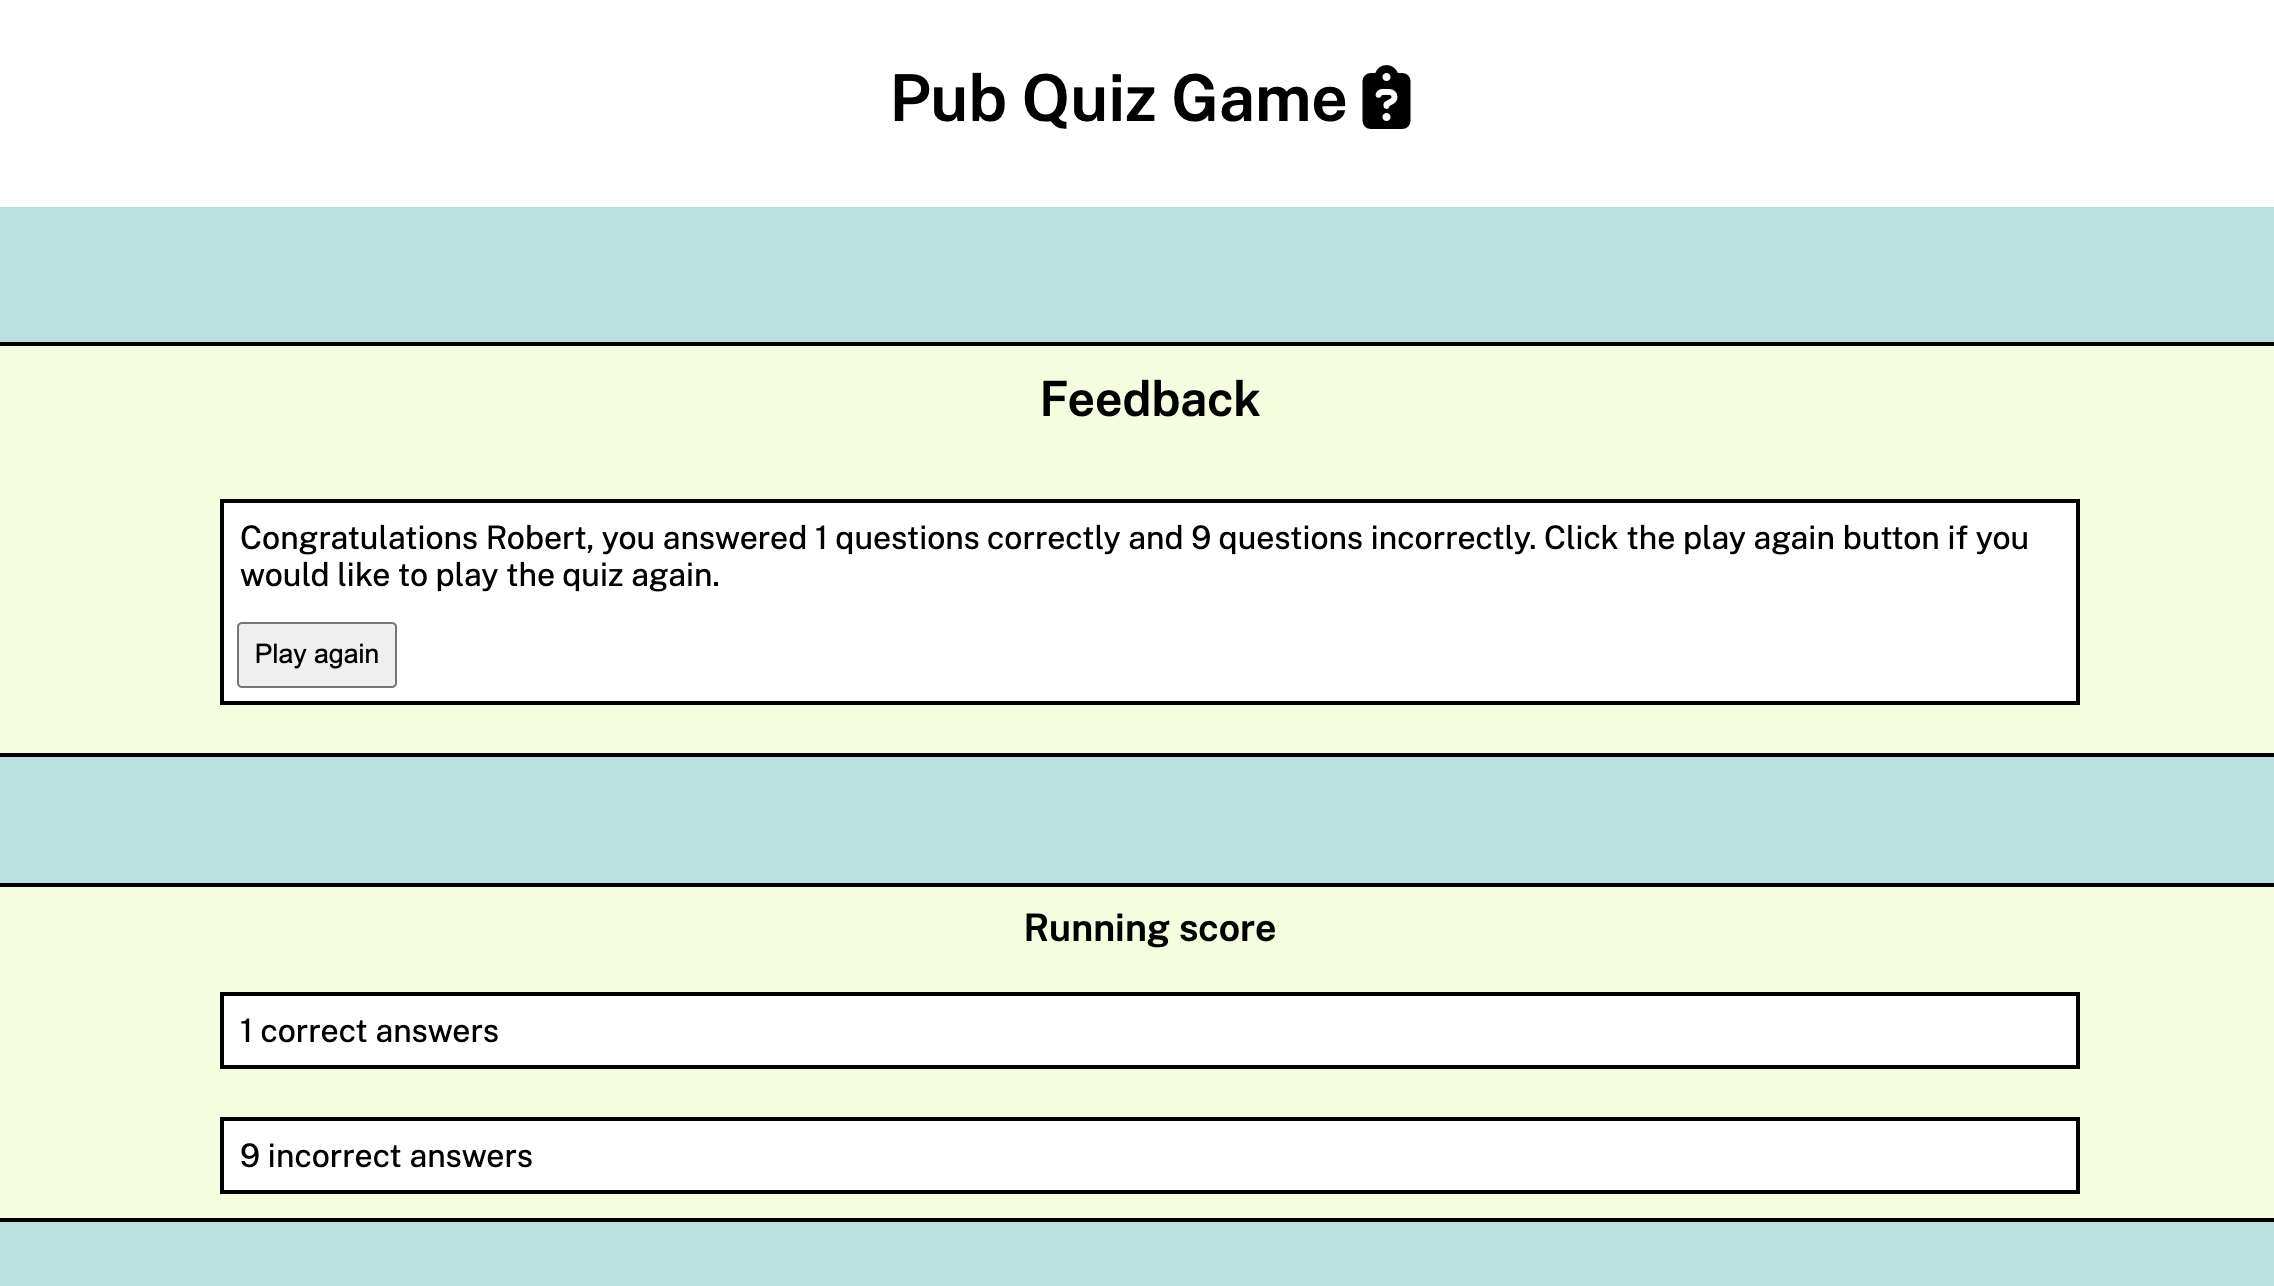 Pub Quiz Game
Feedback
Congratulations Robert, you answered 1 questions correctly and 9 questions incorrectly. Click the play again button if you
would like to play the quiz again.
Play again
Running score
1 correct answers
9 incorrect answers